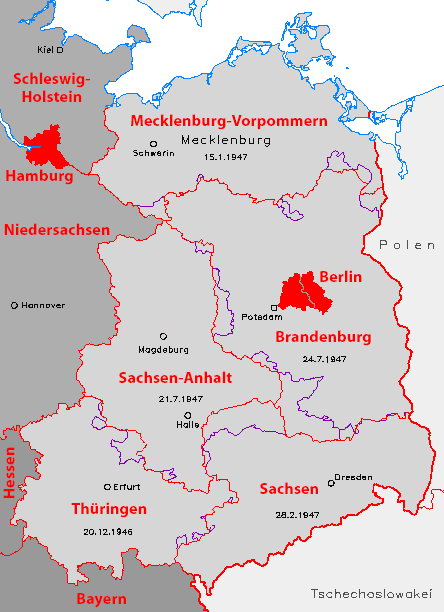 Kiel
Schleswig-
Holstein
Mecklenburg-Vorpommern
Mecklenburg
Schwerin
15.1.1947
Hamburg
Niedersachsen
Polen
Berlin
Hannover
Potsdam
Brandenburg
24.7.1947
Magdeburg
Sachsen-Anhalt
21.7.1947
Halle
Hessen
Erfurt
Thüringen
20.12.1946
Sachsen
Dresden
28.2.1947
Bayern
Tschechoslowakei